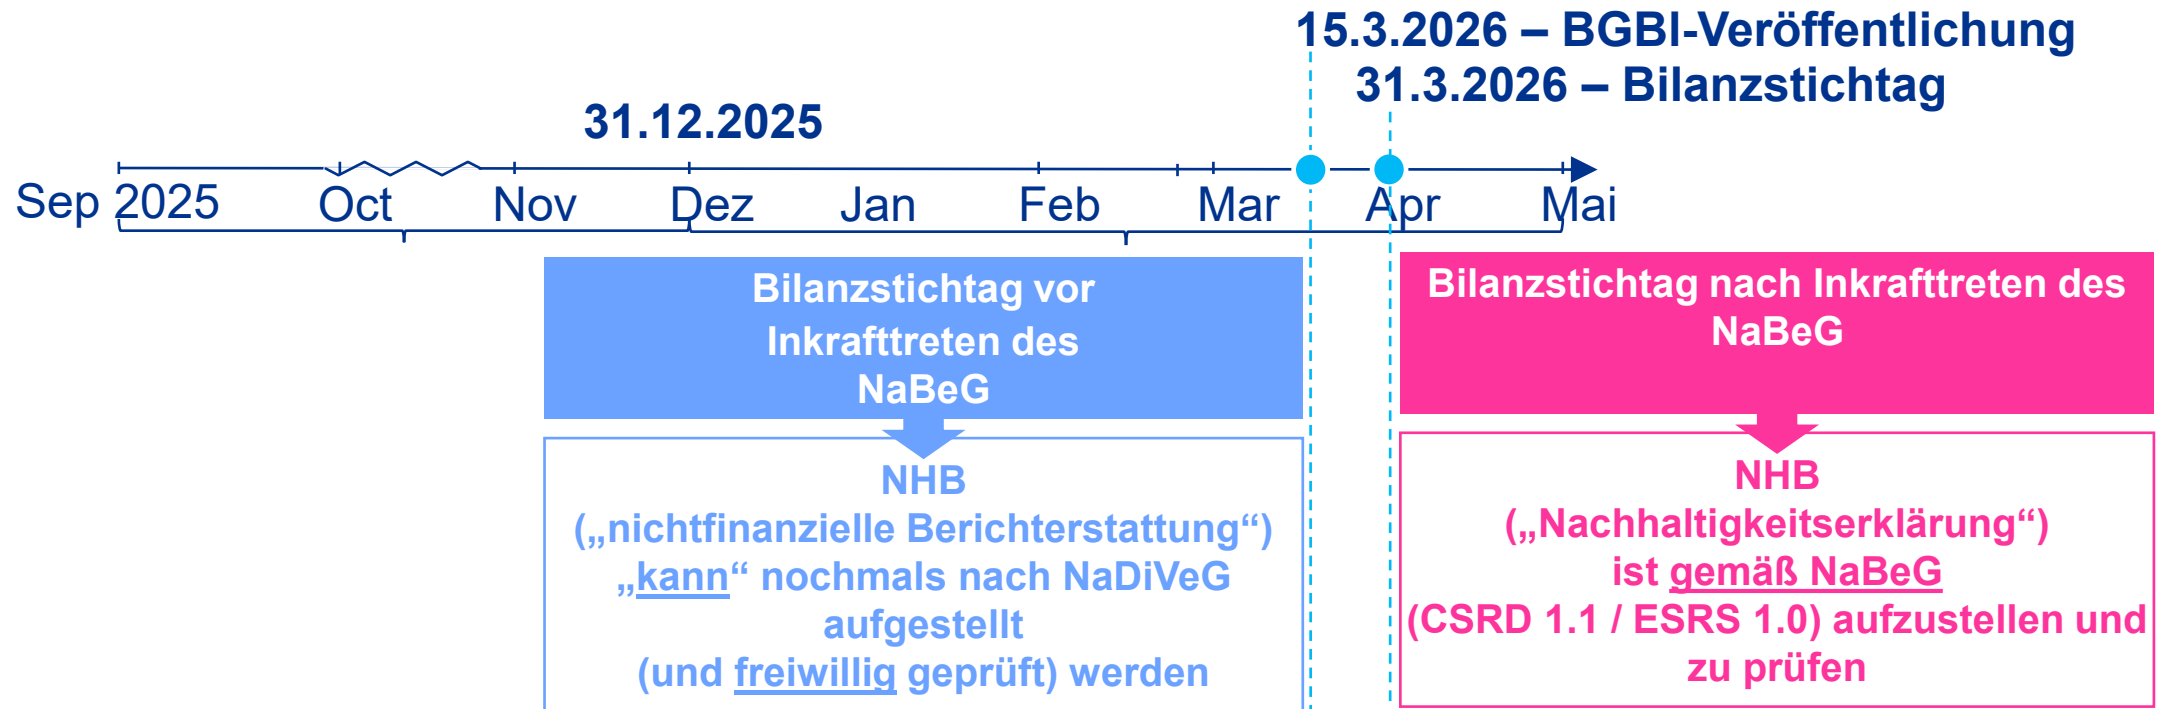 15.3.2026 – BGBl-Veröffentlichung
31.3.2026 – Bilanzstichtag
31.12.2025
Sep 2025
Oct
Nov
Dez
Jan
Feb
Mar
Apr
Mai
Bilanzstichtag vor
Inkrafttreten des
NaBeG
NHB
(„nichtfinanzielle Berichterstattung“)
„kann“ nochmals nach NaDiVeG
aufgestellt
(und freiwillig geprüft) werden
Bilanzstichtag nach Inkrafttreten des
NaBeG
NHB
(„Nachhaltigkeitserklärung“)
ist gemäß NaBeG
(CSRD 1.1 / ESRS 1.0) aufzustellen und
zu prüfen